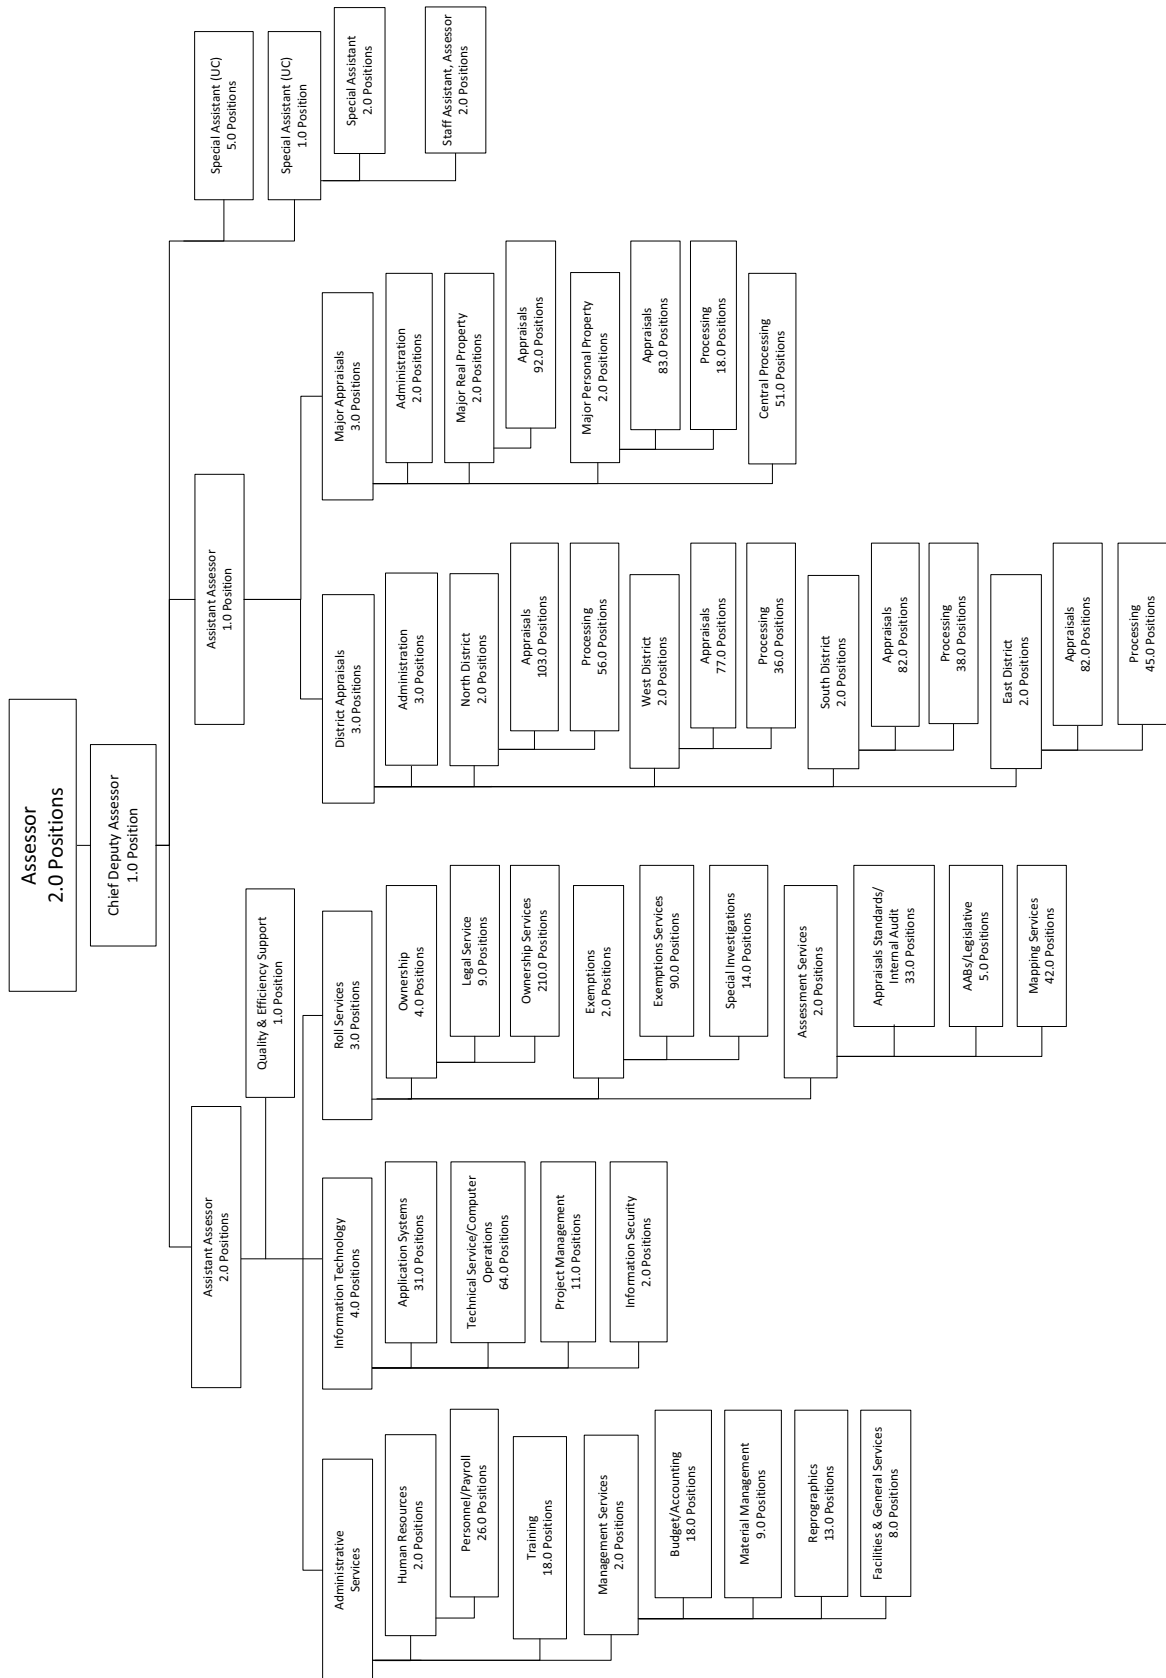 Assessor
2.0 Positions
Chief Deputy Assessor
1.0 Position
Assistant Assessor
2.0 Positions
Quality & Efficiency Support
1.0 Position
Administrative
Services
Human Resources
2.0 Positions
Personnel/Payroll
26.0 Positions
Training
18.0 Positions
Management Services
2.0 Positions
Budget/Accounting
18.0 Positions
Material Management
9.0 Positions
Reprographics
13.0 Positions
Facilities & General Services
8.0 Positions
Information Technology
4.0 Positions
Application Systems
31.0 Positions
Technical Service/Computer
Operations
64.0 Positions
Project Management
11.0 Positions
Information Security
2.0 Positions
Roll Services
3.0 Positions
Ownership
4.0 Positions
Legal Service
9.0 Positions
Ownership Services
210.0 Positions
Exemptions
2.0 Positions
Exemptions Services
90.0 Positions
Special Investigations
14.0 Positions
Assessment Services
2.0 Positions
Appraisals Standards/
Internal Audit
33.0 Positions
AABs/Legislative
5.0 Positions
Mapping Services
42.0 Positions
Assistant Assessor
1.0 Position
District Appraisals
3.0 Positions
Administration
3.0 Positions
North District
2.0 Positions
Appraisals
103.0 Positions
Processing
56.0 Positions
West District
2.0 Positions
Appraisals
77.0 Positions
Processing
36.0 Positions
South District
2.0 Positions
Appraisals
82.0 Positions
Processing
38.0 Positions
East District
2.0 Positions
Appraisals
82.0 Positions
Processing
45.0 Positions
Major Appraisals
3.0 Positions
Administration
2.0 Positions
Major Real Property
2.0 Positions
Appraisals
92.0 Positions
Major Personal Property
2.0 Positions
Appraisals
83.0 Positions
Processing
18.0 Positions
Central Processing
51.0 Positions
Special Assistant (UC)
5.0 Positions
Special Assistant (UC)
1.0 Position
Special Assistant
2.0 Positions
Staff Assistant, Assessor
2.0 Positions